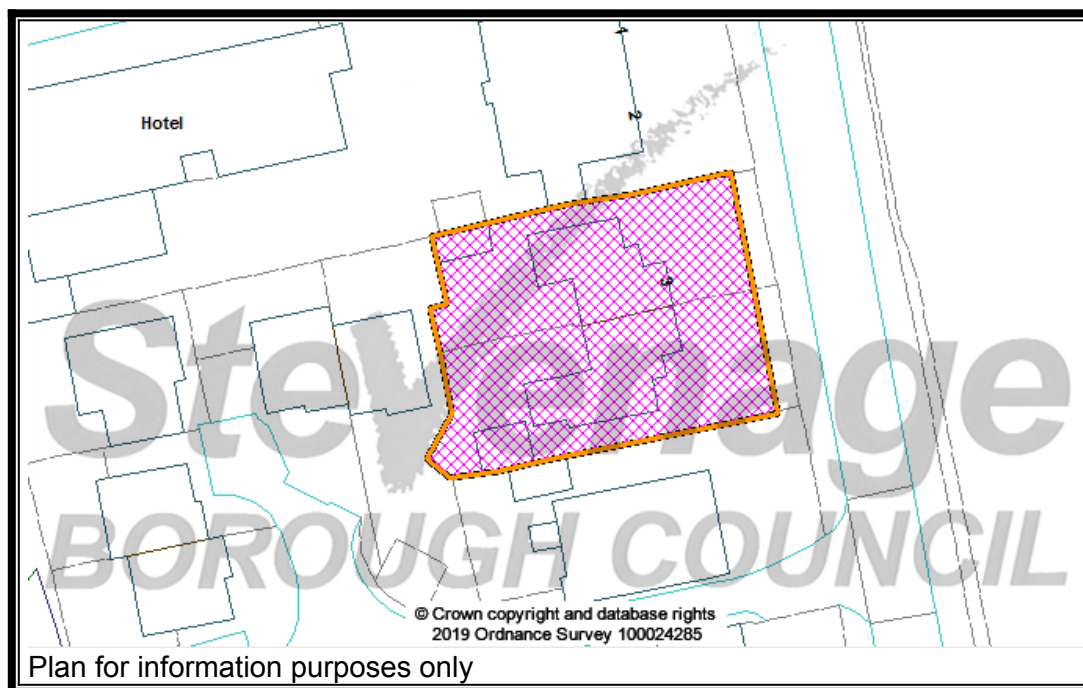 1
2
Hotel
3
Stevenage
BOROUGH COUNCIL
© Crown copyright and database rights
2019 Ordnance Survey 100024285
Plan for information purposes only